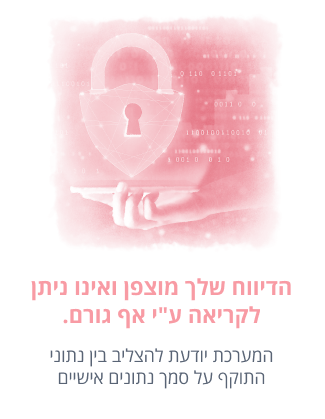 הדיווח שלך מוצפן ואינו ניתן
לקריאה ע"י אף גורם.
המערכת יודעת להצליב בין נתוני
התוקף על סמך נתונים אישיים